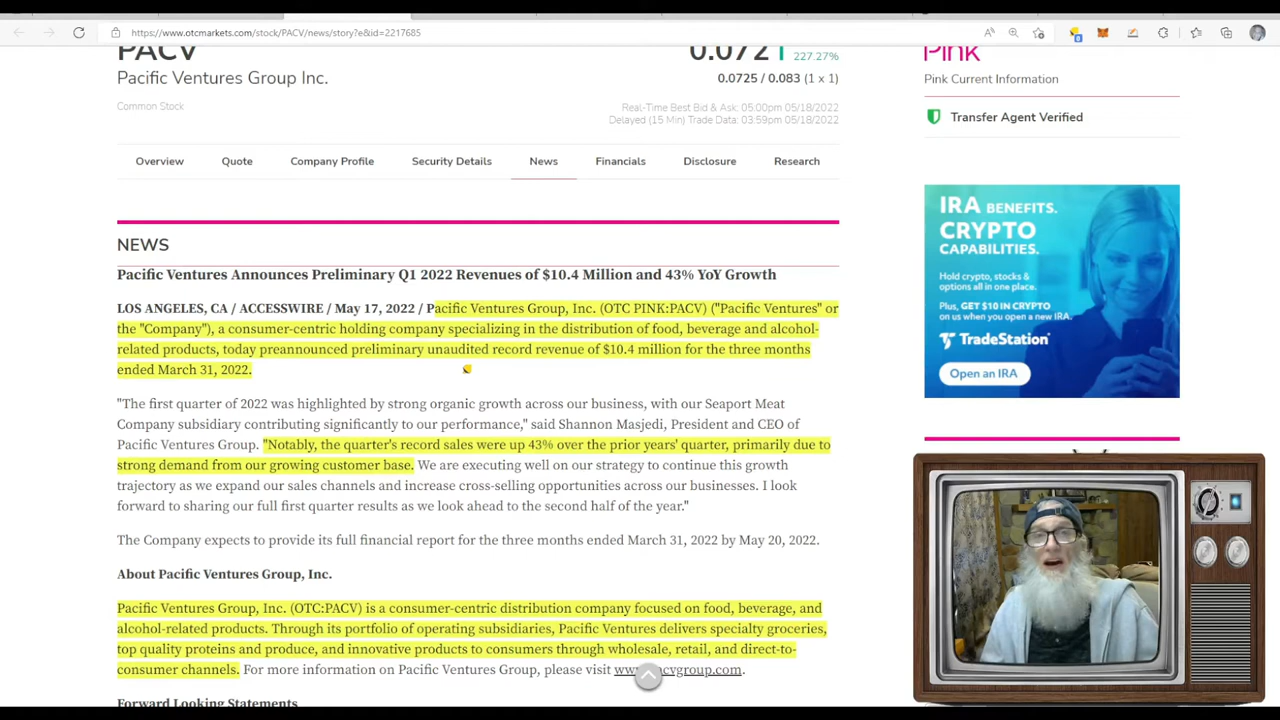 https://www.otcmarkets.com/stock/PACV/news/story?e&id=2217685
PACV
0.072 227.27%
Pink
Pacific Ventures Group Inc.
0.0725 / 0.083 (1 x 1)
Pink Current Information
Common Stock
Real-Time Best Bid & Ask: 05:00pm 05/18/2022
Delayed (15 Min) Trade Data: 03:59pm 05/18/2022
Transfer Agent Verified
Overview Quote Company Profile Security Details News Financials Disclosure Research
NEWS
Pacific Ventures Announces Preliminary Q1 2022 Revenues of $10.4 Million and 43% YoY Growth
LOS ANGELES, CA / ACCESSWIRE / May 17, 2022 / Pacific Ventures Group, Inc. (OTC PINK:PACV) ("Pacific Ventures" or
the "Company"), a consumer-centric holding company specializing in the distribution of food, beverage and alcohol-
related products, today preannounced preliminary unaudited record revenue of $10.4 million for the three months
ended March 31, 2022.
"The first quarter of 2022 was highlighted by strong organic growth across our business, with our Seaport Meat
Company subsidiary contributing significantly to our performance," said Shannon Masjedi, President and CEO of
Pacific Ventures Group. "Notably, the quarter's record sales were up 43% over the prior years' quarter, primarily due to
strong demand from our growing customer base. We are executing well on our strategy to continue this growth
trajectory as we expand our sales channels and increase cross-selling opportunities across our businesses. I look
forward to sharing our full first quarter results as we look ahead to the second half of the year."
The Company expects to provide its full financial report for the three months ended March 31, 2022 by May 20, 2022.
About Pacific Ventures Group, Inc.
Pacific Ventures Group, Inc. (OTC:PACV) is a consumer-centric distribution company focused on food, beverage, and
alcohol-related products. Through its portfolio of operating subsidiaries, Pacific Ventures delivers specialty groceries,
top quality proteins and produce, and innovative products to consumers through wholesale, retail, and direct-to-
consumer channels. For more information on Pacific Ventures Group, please visit www.pacvgroup.com.
Forward Looking Statements
IRA BENEFITS.
CRYPTO
CAPABILITIES.
Hold crypto, stocks &
options all in one place.
Plus, GET $10 IN CRYPTO
on us when you open a new IRA.
TradeStation
Open an IRA